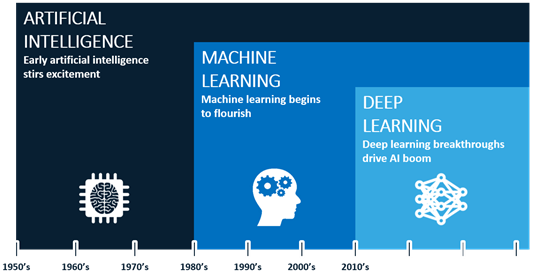 ARTIFICIAL
INTELLIGENCE
Early artificial intelligence
stirs excitement
MACHINE
LEARNING
Machine learning begins
to flourish
DEEP
LEARNING
Deep learning breakthroughs
drive AI boom
1950's
1960's
1970's
1980's
1990's
2000's
2010's